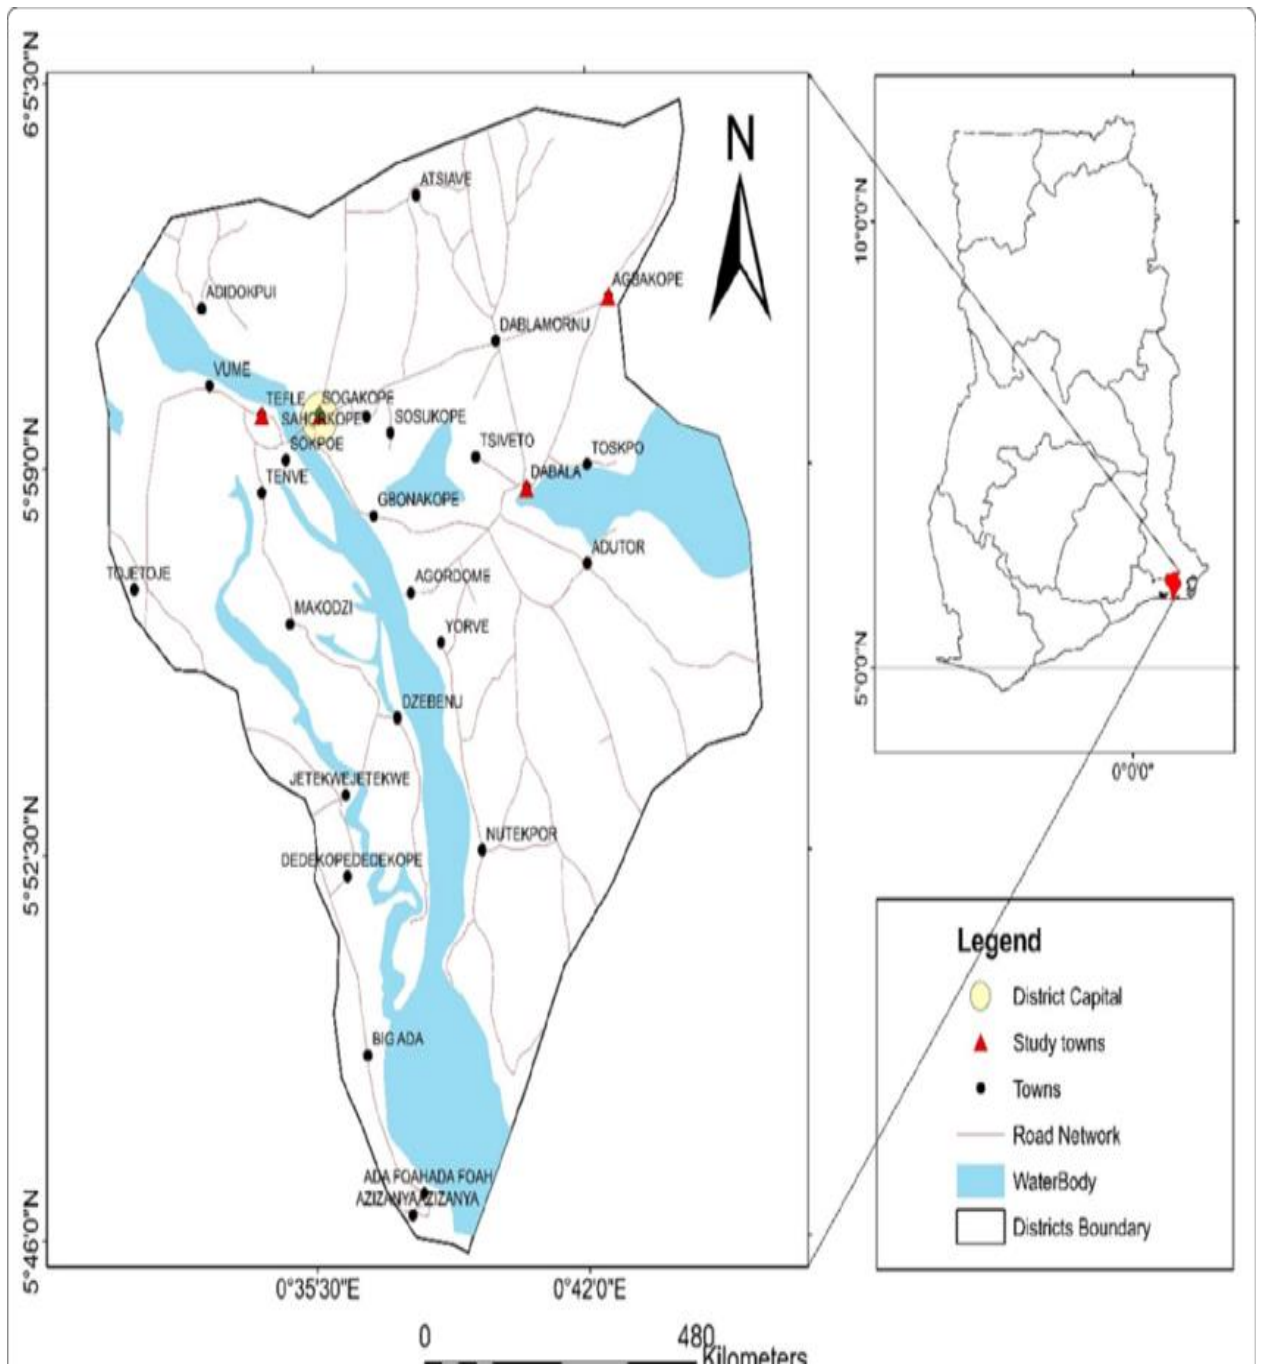 6°5'30"N
N
10°0'0"N
ATSIAVE
AGBAKOPE
ADIDOKPUI
DABLAMORNU
VUME
TEFLE
SOGAKOPE
SAHORKOPE
SOSUKOPE
SOKPOE
TSIVETO
TOSKPO
5°59'0"N
TENVE
DABALA
GBONAKOPE
ADUTOR
TOJETOJE
AGORDOME
MAKODZI
YORVE
5°0'0"N
DZEBENU
0°0'0"
JETEKWEJETEKWE
NUTEKPOR
5°52'30"N
DEDEKOPEDEDEKOPE
BIG ADA
ADA FOAHADA FOAH
AZIZANYAAZIZANYA
5°46'0"N
0°35'30"E
0°42'0"E
0
480
Kilometers
Legend
District Capital
Study towns
Towns
Road Network
WaterBody
Districts Boundary